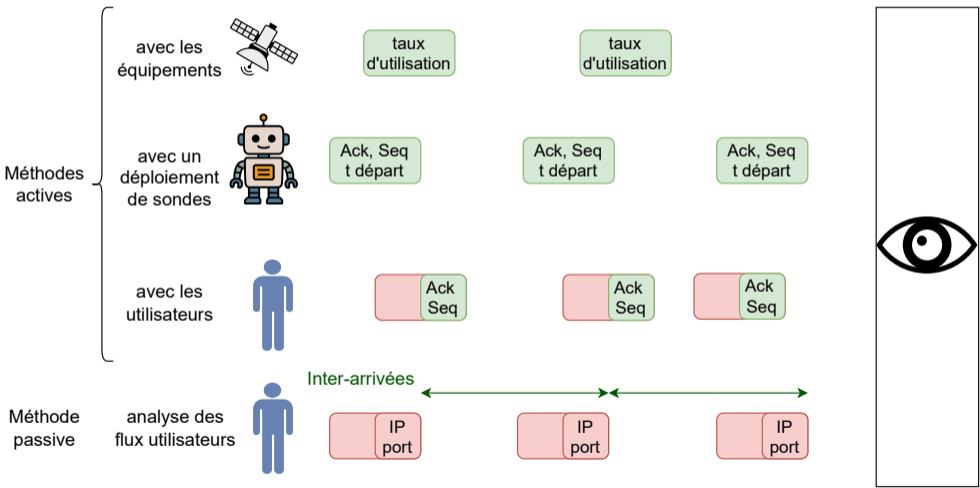 avec les
équipements
taux
d'utilisation
taux
d'utilisation
Méthodes
actives
avec un
déploiement
de sondes
Ack, Seq
t départ
Ack, Seq
t départ
Ack, Seq
t départ
avec les
utilisateurs
Ack
Seq
Ack
Seq
Ack
Seq
Inter-arrivées
Méthode
passive
analyse des
flux utilisateurs
IP
port
IP
port
IP
port